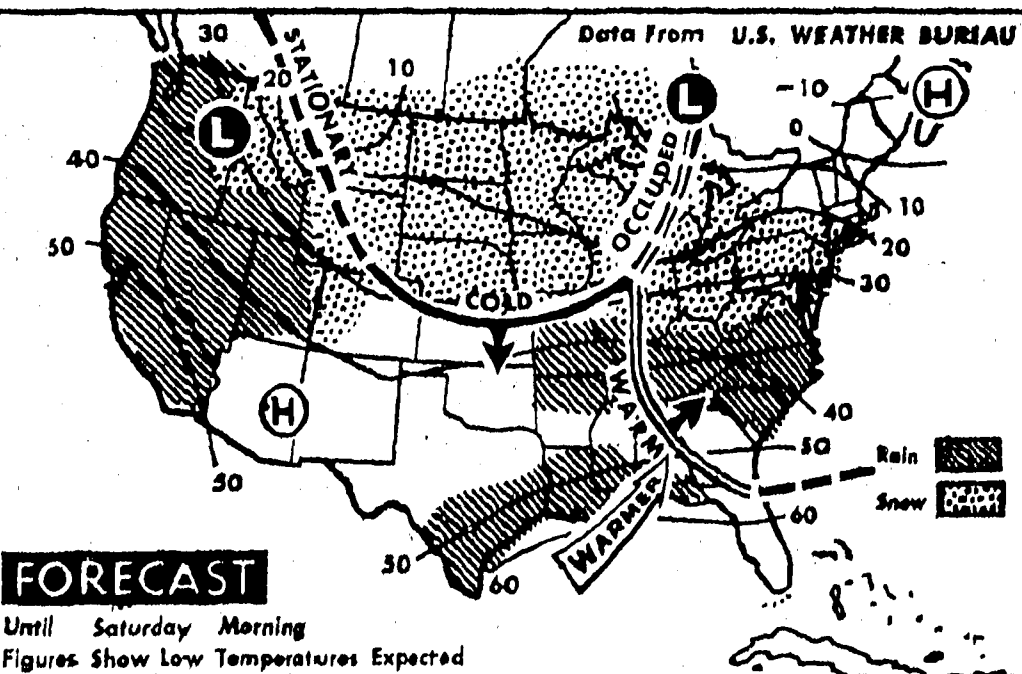 Data From U.S. WEATHER BUREAU
30
STATIONARY
20
10
L
L
H
-10
0
40
OCCLUDED
10
50
20
30
COLD
WARM
H
40
50
Rain
50
Snow
WARMER
60
50
60
FORECAST
Until Saturday Morning
Figures Show Low Temperatures Expected